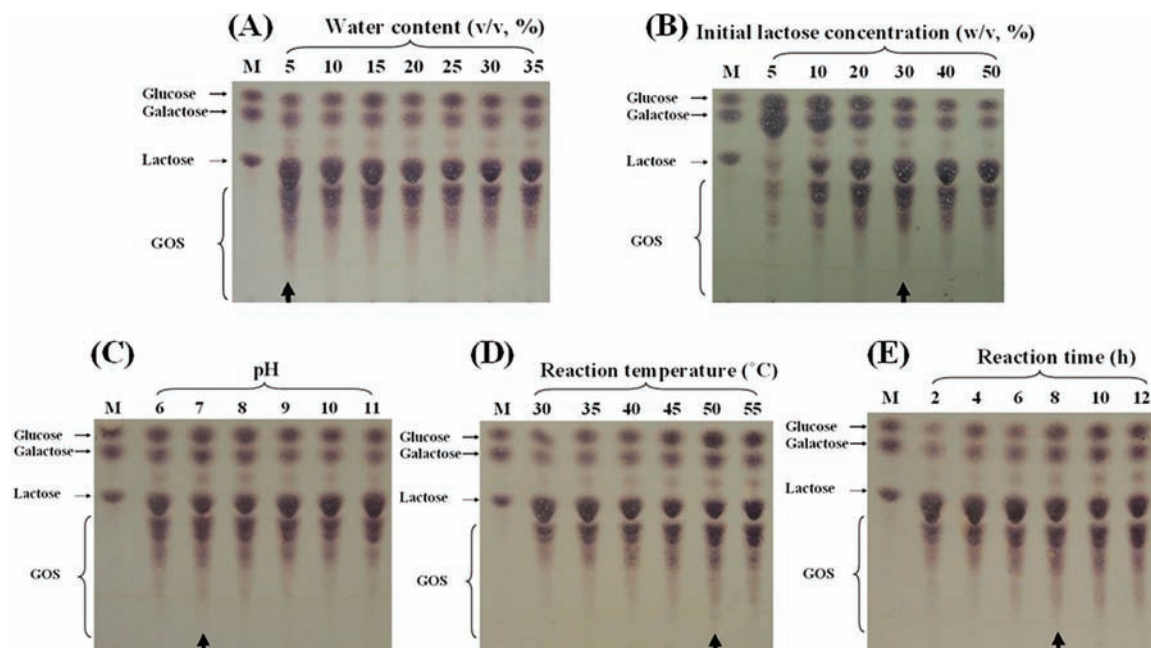 (A)
Water content (v/v, %)
M 5 10 15 20 25 30 35
Glucose
Galactose
Lactose
GOS
(B)
Initial lactose concentration (w/v, %)
M 5 10 20 30 40 50
Glucose
Galactose
Lactose
GOS
(C)
pH
M 6 7 8 9 10 11
Glucose
Galactose
Lactose
GOS
(D)
Reaction temperature (°C)
M 30 35 40 45 50 55
Glucose
Galactose
Lactose
GOS
(E)
Reaction time (h)
M 2 4 6 8 10 12
Glucose
Galactose
Lactose
GOS